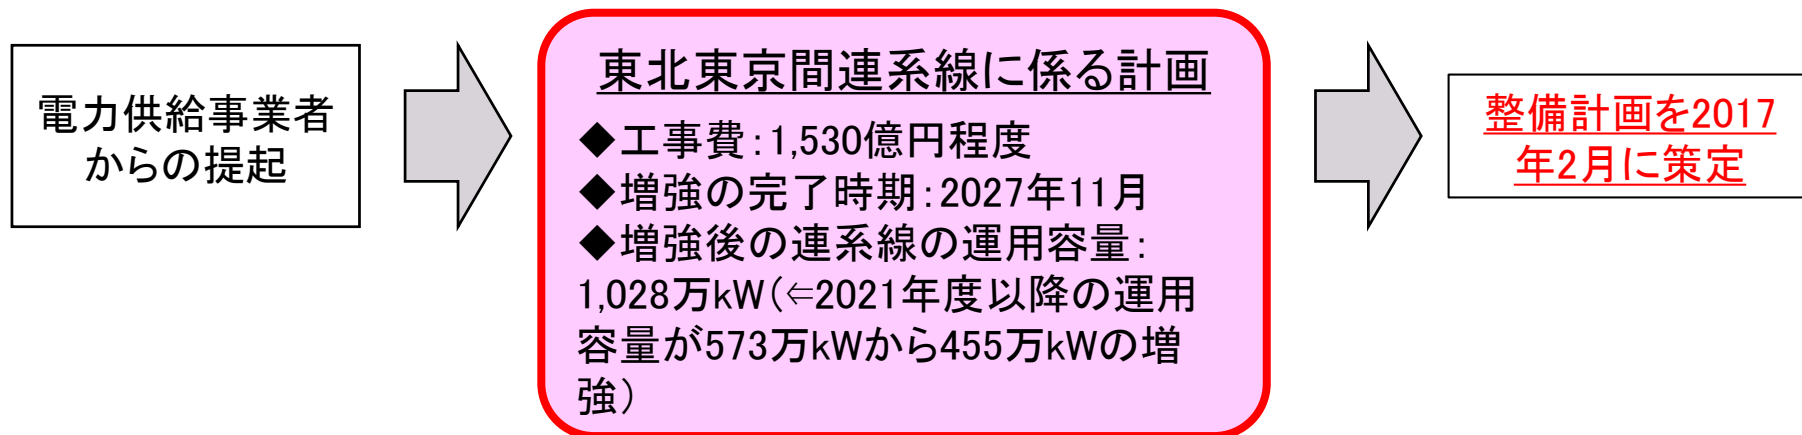 電力供給事業者
からの提起
東北東京間連系線に係る計画
◆工事費:1,530億円程度
◆増強の完了時期:2027年11月
◆増強後の連系線の運用容量:
1,028万kW(⇐2021年度以降の運用
容量が573万kWから455万kWの増
強)
整備計画を2017
年2月に策定